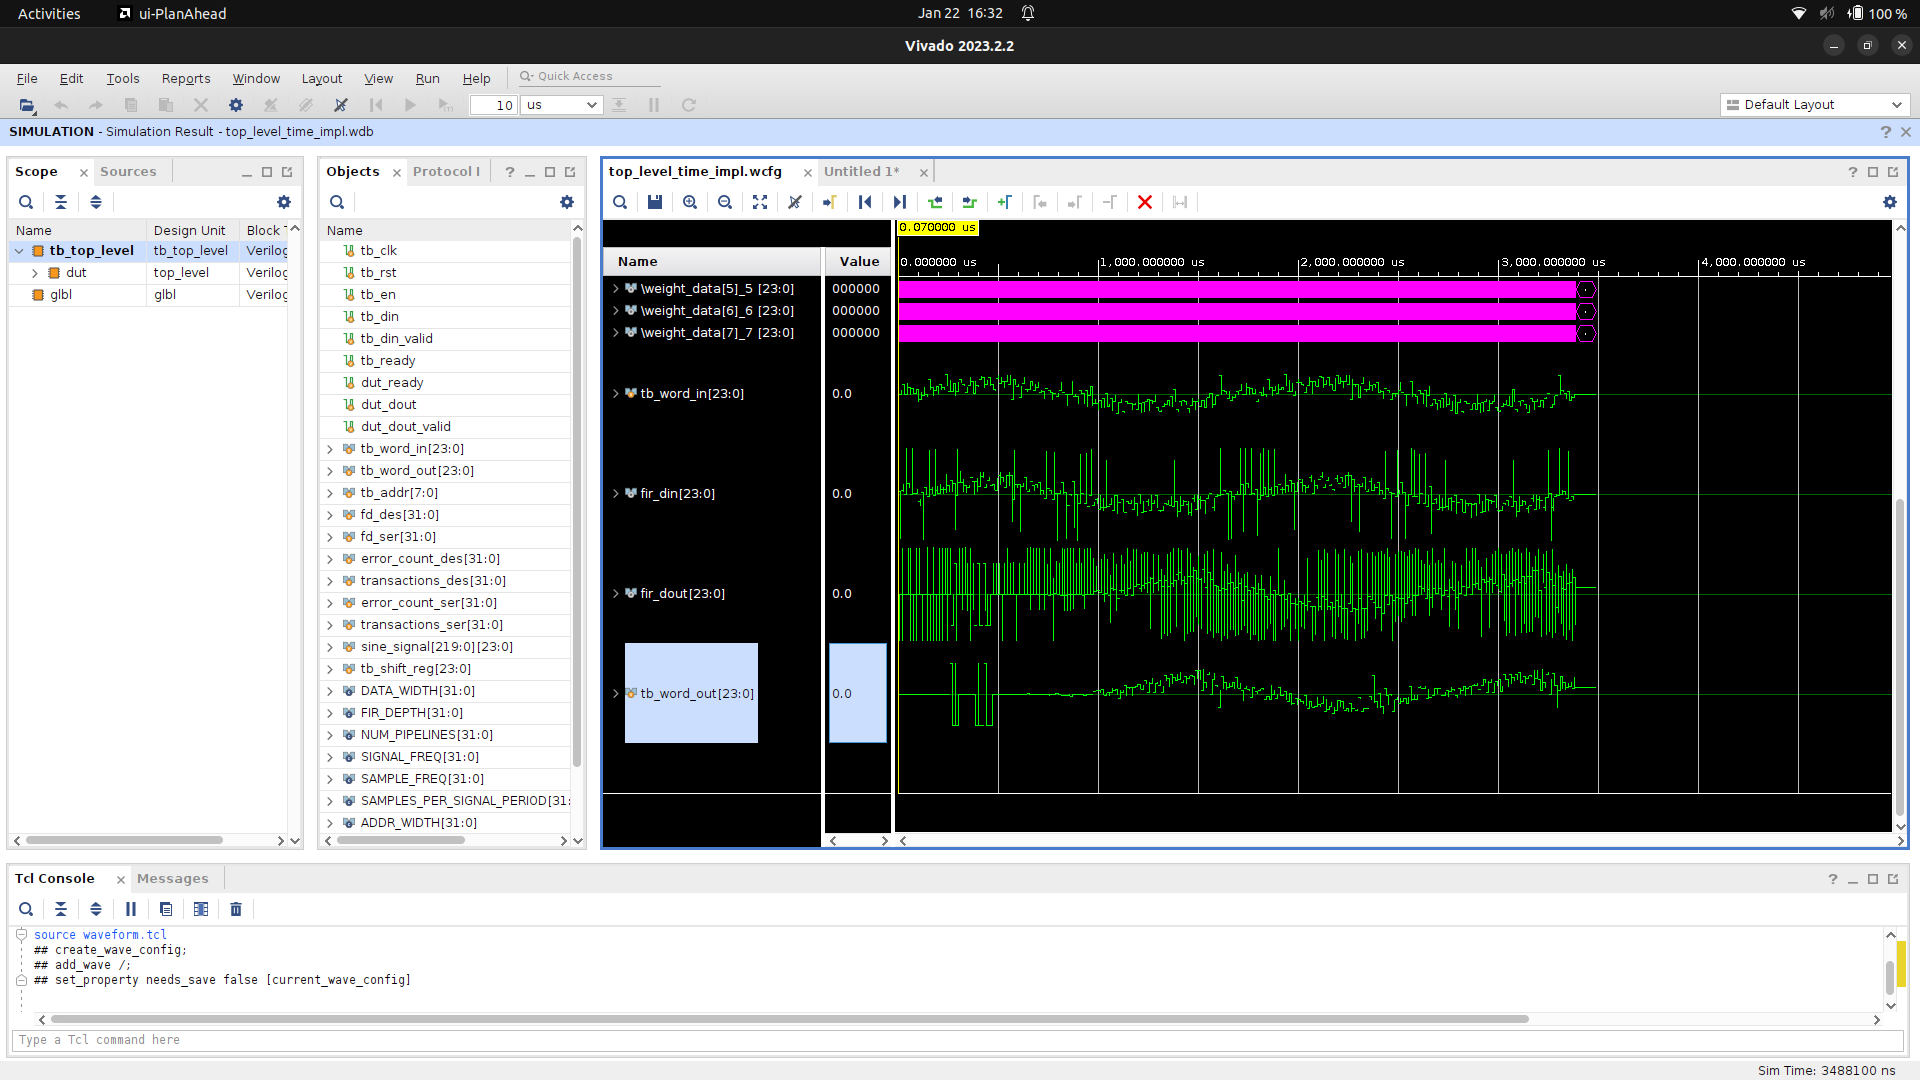 Activities
ui-PlanAhead
Jan 22 16:32
100 %
Vivado 2023.2.2
File Edit Tools Reports Window Layout View Run Help
Quick Access
10 us
Default Layout
SIMULATION - Simulation Result - top_level_time_impl.wdb
Scope
Sources
Name Design Unit Block T
tb_top_level tb_top_level Verilog
dut top_level Verilog
glbl glbl Verilog
Objects
Protocol I
Name
tb_clk
tb_rst
tb_en
tb_din
tb_din_valid
tb_ready
dut_ready
dut_dout
dut_dout_valid
tb_word_in[23:0]
tb_word_out[23:0]
tb_addr[7:0]
fd_des[31:0]
fd_ser[31:0]
error_count_des[31:0]
transactions_des[31:0]
error_count_ser[31:0]
transactions_ser[31:0]
sine_signal[219:0][23:0]
tb_shift_reg[23:0]
DATA_WIDTH[31:0]
FIR_DEPTH[31:0]
NUM_PIPELINES[31:0]
SIGNAL_FREQ[31:0]
SAMPLE_FREQ[31:0]
SAMPLES_PER_SIGNAL_PERIOD[31:
ADDR_WIDTH[31:0]
top_level_time_impl.wcfg
Untitled 1*
0.070000 us
Name Value
0.000000 us 1,000.000000 us 2,000.000000 us 3,000.000000 us 4,000.000000 us
\weight_data[5]_5 [23:0] 000000
\weight_data[6]_6 [23:0] 000000
\weight_data[7]_7 [23:0] 000000
tb_word_in[23:0] 0.0
fir_din[23:0] 0.0
fir_dout[23:0] 0.0
tb_word_out[23:0] 0.0
Tcl Console
Messages
source waveform.tcl
## create_wave_config;
## add_wave /;
## set_property needs_save false [current_wave_config]
Type a Tcl command here
Sim Time: 3488100 ns